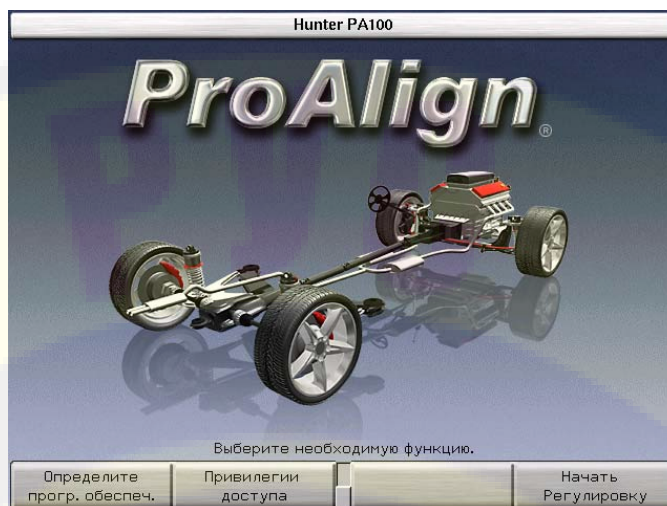 Hunter PA100
ProAlign®
Выберите необходимую функцию.
Определите
прогр. обеспеч.
Привилегии
доступа
Начать
Регулировку